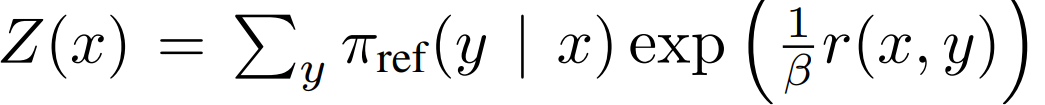 Z(x) = ∑_y π_ref(y | x) exp(1/β r(x, y))